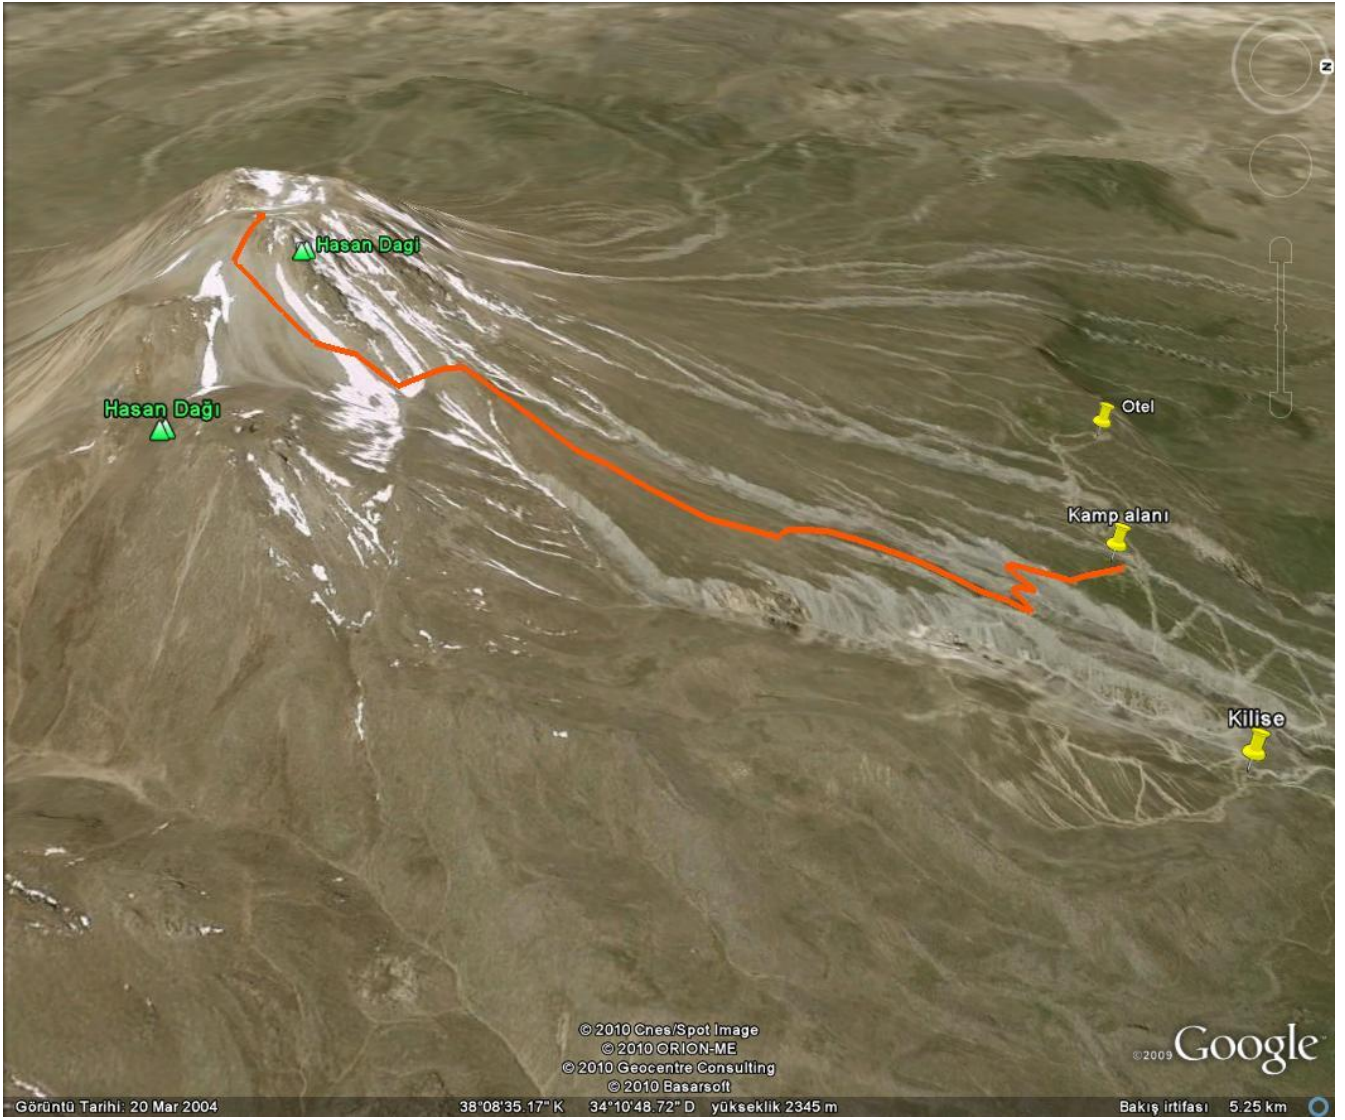 N
Hasan Dagi
Hasan Dağı
Otel
Kamp alanı
Kilise
© 2010 Cnes/Spot Image
© 2010 ORION-ME
© 2010 Geocentre Consulting
© 2010 Basarsoft
©2009 Google
Görüntü Tarihi: 20 Mar 2004 38°08'35.17" K 34°10'48.72" D yükseklik 2345 m Bakış irtifası 5.25 km